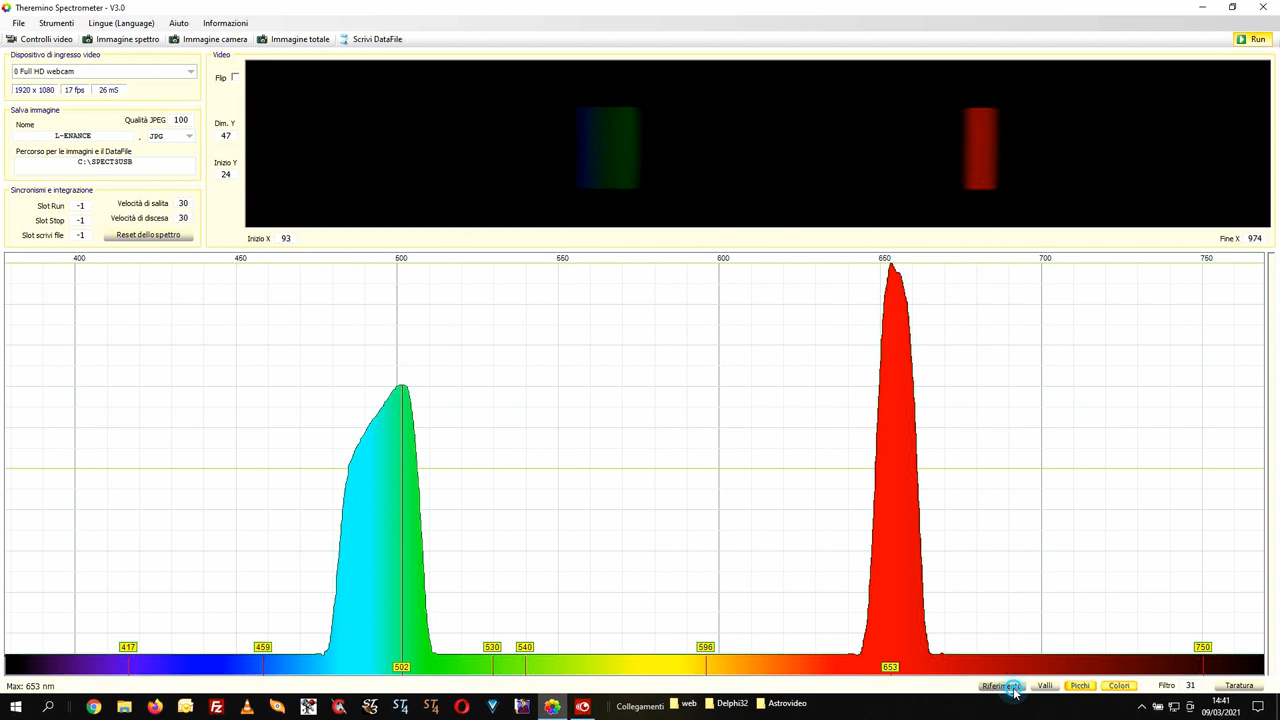 Theremino Spectrometer - V3.0
File Strumenti Lingue (Language) Aiuto Informazioni
Controlli video Immagine spettro Immagine camera Immagine totale Scrivi DataFile Run
Dispositivo di ingresso video
0 Full HD webcam
1920 x 1080 17 fps 26 mS
Salva immagine
Nome Qualità JPEG 100
L-ENANCE . JPG
Percorso per le immagini e il DataFile
C:\SPECT3USB
Sincronismi e integrazione
Slot Run -1 Velocità di salita 30
Slot Stop -1 Velocità di discesa 30
Slot scrivi file -1 Reset dello spettro
Video
Flip
Dim. Y
47
Inizio Y
24
Inizio X 93 Fine X 974
400 450 500 550 600 650 700 750
417 459 530 540 596 750
502 653
Max: 653 nm Riferimento Valli Picchi Colori Filtro 31 Taratura
Collegamenti web Delphi32 Astrovideo
14:41
09/03/2021